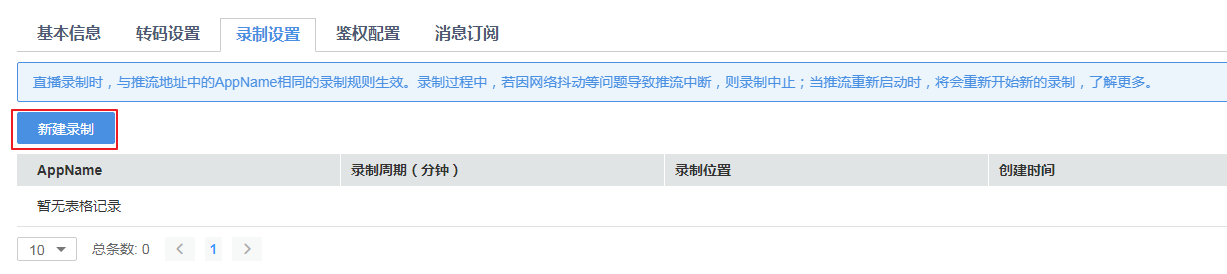 基本信息 转码设置 录制设置 鉴权配置 消息订阅
直播录制时，与推流地址中的AppName相同的录制规则生效。录制过程中，若因网络抖动等问题导致推流中断，则录制中止；当推流重新启动时，将会重新开始新的录制，了解更多。
新建录制
AppName 录制周期（分钟） 录制位置 创建时间
暂无表格记录
10 总条数: 0 < 1 >